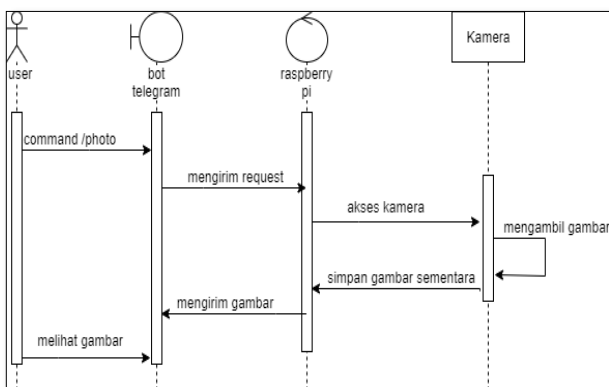 user
bot
telegram
raspberry
pi
Kamera
command /photo
mengirim request
akses kamera
mengambil gambar
simpan gambar sementara
mengirim gambar
melihat gambar